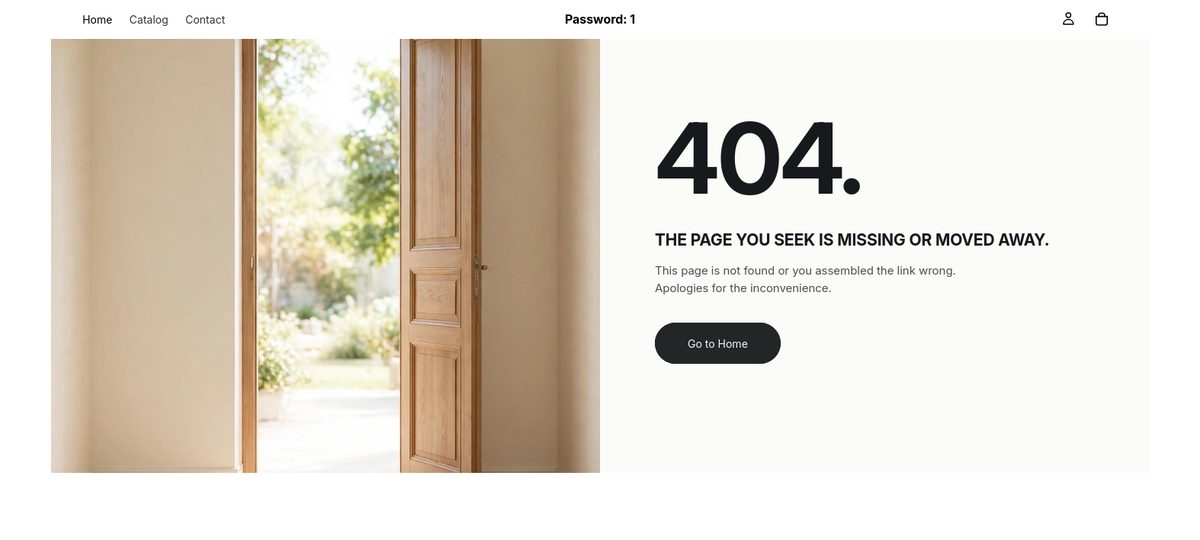 Home Catalog Contact
Password: 1
404.
THE PAGE YOU SEEK IS MISSING OR MOVED AWAY.
This page is not found or you assembled the link wrong.
Apologies for the inconvenience.
Go to Home